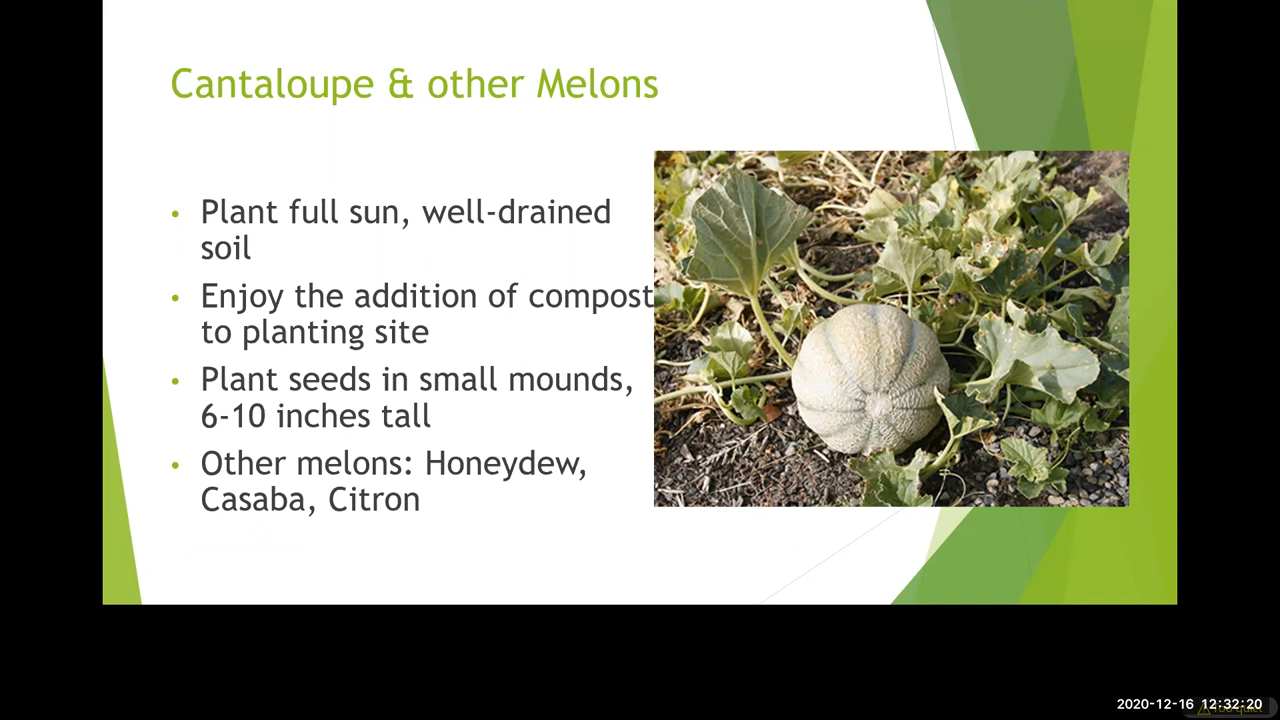 Cantaloupe & other Melons
• Plant full sun, well-drained
soil
• Enjoy the addition of compost
to planting site
• Plant seeds in small mounds,
6-10 inches tall
• Other melons: Honeydew,
Casaba, Citron
2020-12-16 12:32:20